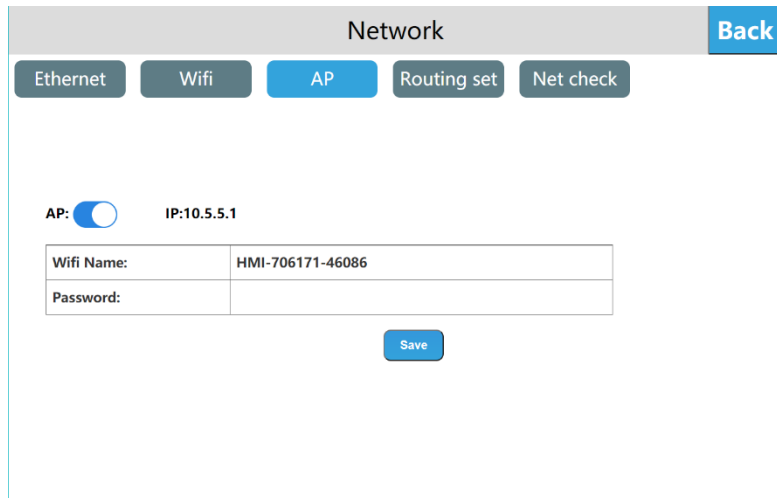 Network
Back
Ethernet
Wifi
AP
Routing set
Net check
AP:
IP:10.5.5.1
Wifi Name:
HMI-706171-46086
Password:
Save